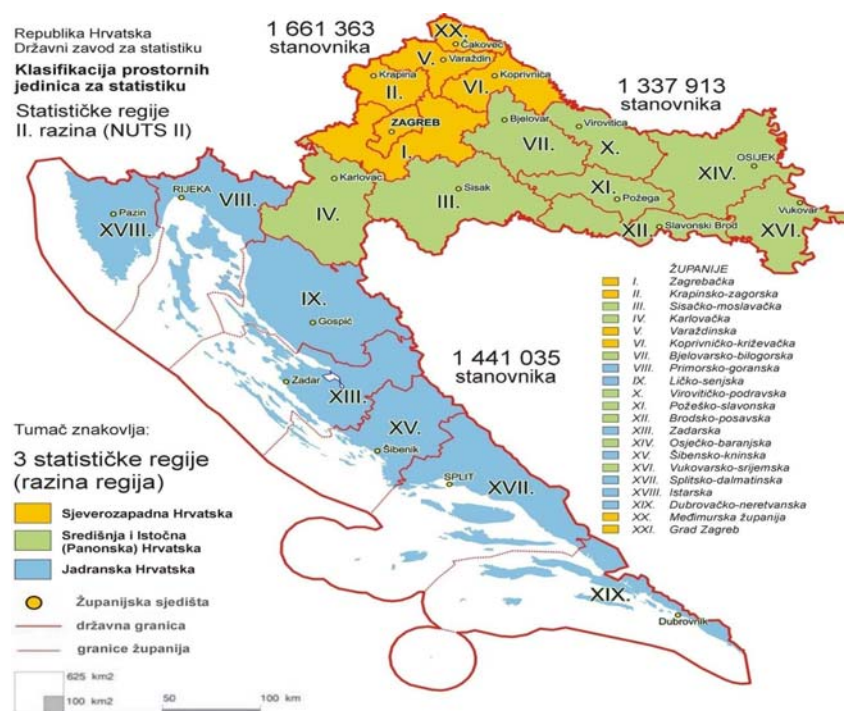 Republika Hrvatska
Državni zavod za statistiku
Klasifikacija prostornih
jedinica za statistiku
Statističke regije
II. razina (NUTS II)
1 661 363
stanovnika
1 337 913
stanovnika
1 441 035
stanovnika
XX.
Čakovec
V.
Varaždin
Krapina
II.
VI.
Koprivnica
ZAGREB
I.
Bjelovar
VII.
Virovitica
X.
XIV.
OSIJEK
Karlovac
IV.
Sisak
III.
XI.
Požega
XII.
Slavonski Brod
Vukovar
XVI.
RIJEKA
VIII.
Pazin
XVIII.
IX.
Gospić
Zadar
XIII.
XV.
Šibenik
SPLIT
XVII.
XIX.
Dubrovnik
ŽUPANIJE
I. Zagrebačka
II. Krapinsko-zagorska
III. Sisačko-moslavačka
IV. Karlovačka
V. Varaždinska
VI. Koprivničko-križevačka
VII. Bjelovarsko-bilogorska
VIII. Primorsko-goranska
IX. Ličko-senjska
X. Virovitičko-podravska
XI. Požeško-slavonska
XII. Brodsko-posavska
XIII. Zadarska
XIV. Osječko-baranjska
XV. Šibensko-kninska
XVI. Vukovarsko-srijemska
XVII. Splitsko-dalmatinska
XVIII. Istarska
XIX. Dubrovačko-neretvanska
XX. Međimurska županija
XXI. Grad Zagreb
Tumač znakovlja:
3 statističke regije
(razina regija)
Sjeverozapadna Hrvatska
Središnja i Istočna
(Panonska) Hrvatska
Jadranska Hrvatska
Županijska sjedišta
državna granica
granice županija
625 km2
100 km2
50
100 km